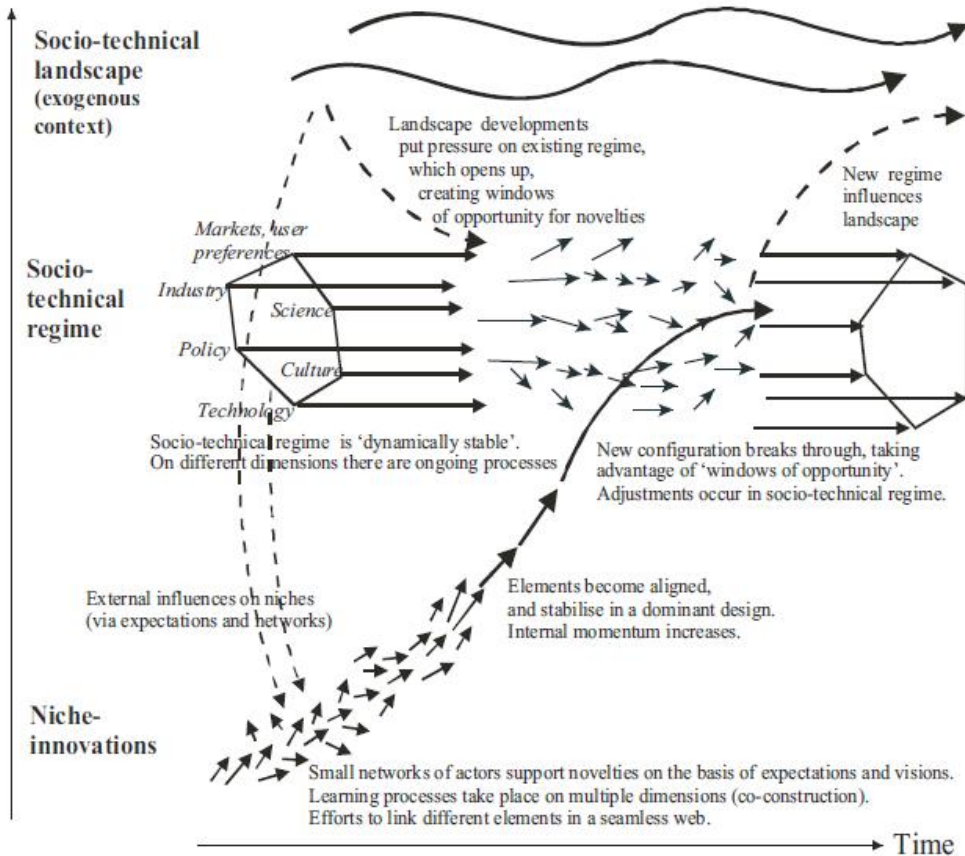 Socio-technical
landscape
(exogenous
context)
Landscape developments
put pressure on existing regime,
which opens up,
creating windows
of opportunity for novelties
New regime
influences
landscape
Socio-
technical
regime
Markets, user
preferences
Industry
Science
Policy
Culture
Technology
Socio-technical regime is ‘dynamically stable’.
On different dimensions there are ongoing processes
New configuration breaks through, taking
advantage of ‘windows of opportunity’.
Adjustments occur in socio-technical regime.
External influences on niches
(via expectations and networks)
Elements become aligned,
and stabilise in a dominant design.
Internal momentum increases.
Niche-
innovations
Small networks of actors support novelties on the basis of expectations and visions.
Learning processes take place on multiple dimensions (co-construction).
Efforts to link different elements in a seamless web.
Time